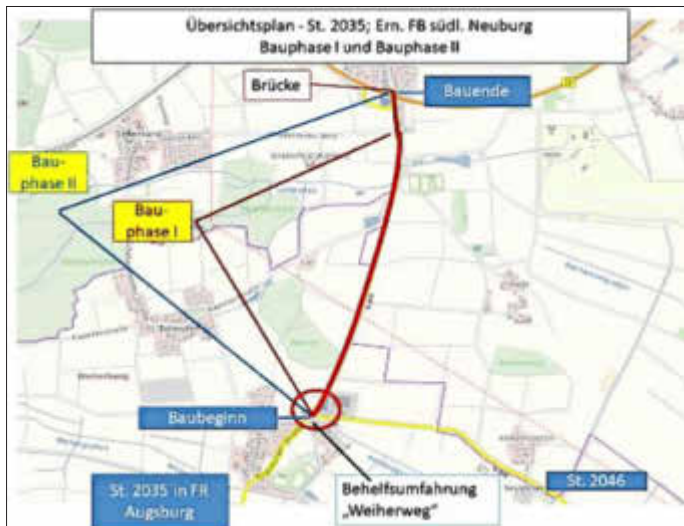 Übersichtsplan - St. 2035; Ern. FB südl. Neuburg
Bauphase I und Bauphase II
Brücke
Bauende
Bau-
phase II
Bau-
phase I
Baubeginn
St. 2035 in FR
Augsburg
Behelfsumfahrung
„Weiherweg"
St. 2046